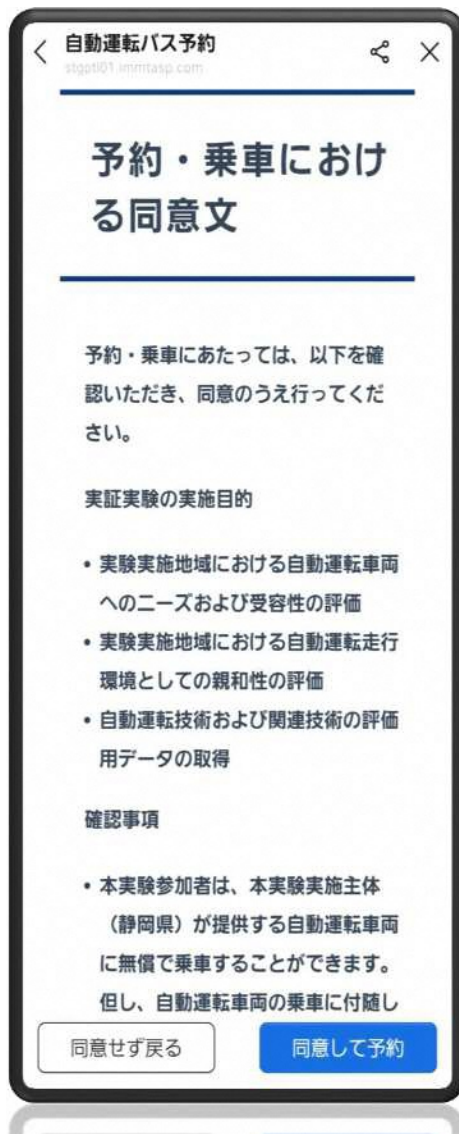 自動運転バス予約
stgptl01.immtasp.com
予約・乗車におけ
る同意文
予約・乗車にあたっては、以下を確
認いただき、同意のうえ行ってくだ
さい。
実証実験の実施目的
• 実験実施地域における自動運転車両
へのニーズおよび受容性の評価
• 実験実施地域における自動運転走行
環境としての親和性の評価
• 自動運転技術および関連技術の評価
用データの取得
確認事項
• 本実験参加者は、本実験実施主体
（静岡県）が提供する自動運転車両
に無償で乗車することができます。
但し、自動運転車両の乗車に付随し
同意せず戻る
同意して予約